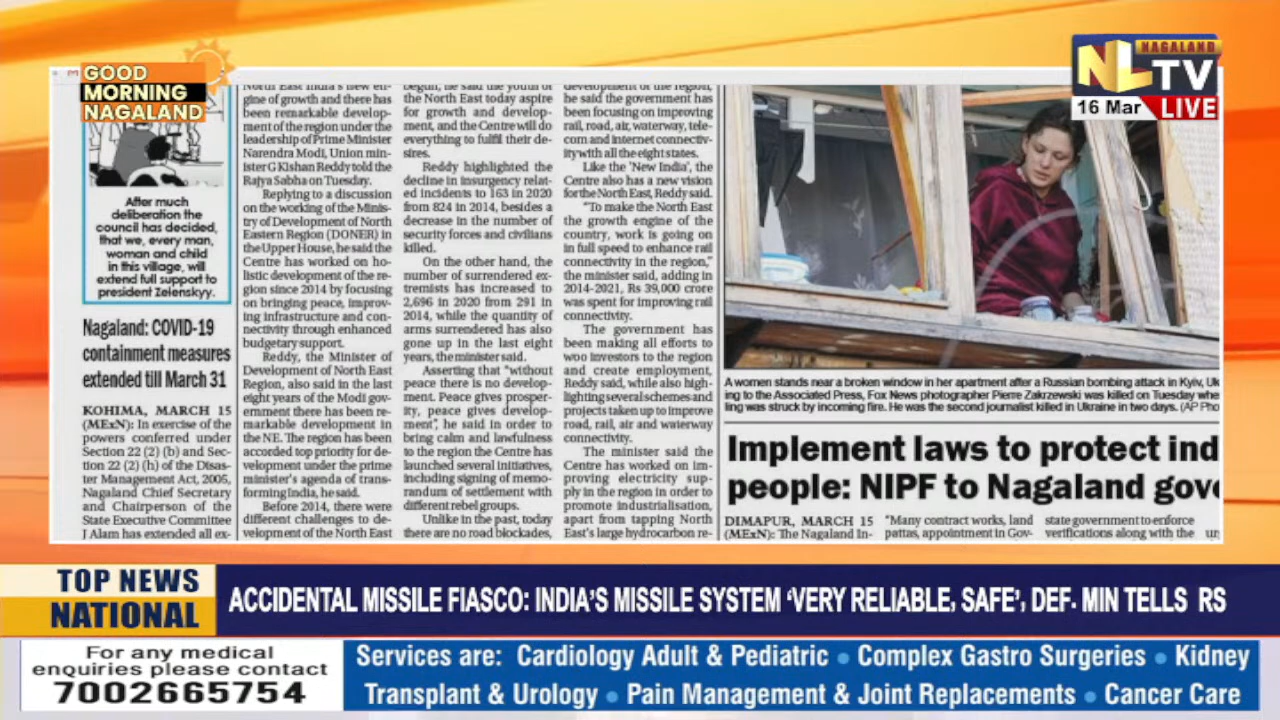 GOOD
MORNING
NAGALAND
NAGALAND
NL TV
16 Mar
LIVE
After much
deliberation the
council has decided,
that we, every man,
woman and child
in this village, will
extend full support to
president Zelenskyy.
Nagaland: COVID-19
containment measures
extended till March 31
KOHIMA, MARCH 15
(MExN): In exercise of the
powers conferred under
Section 22 (2) (b) and Sec-
tion 22 (2) (h) of the Disas-
ter Management Act, 2005,
Nagaland Chief Secretary
and Chairperson of the
State Executive Committee
J Alam has extended all ex-
North East India's new en-
gine of growth and there has
been remarkable develop-
ment of the region under the
leadership of Prime Minister
Narendra Modi, Union min-
ister G Kishan Reddy told the
Rajya Sabha on Tuesday.
Replying to a discussion
on the working of the Minis-
try of Development of North
Eastern Region (DONER) in
the Upper House, he said the
Centre has worked on ho-
listic development of the re-
gion since 2014 by focusing
on bringing peace, improv-
ing infrastructure and con-
nectivity through enhanced
budgetary support.
Reddy, the Minister of
Development of North East
Region, also said in the last
eight years of the Modi gov-
ernment there has been re-
markable development in
the NE. The region has been
accorded top priority for de-
velopment under the prime
minister's agenda of trans-
forming India, he said.
Before 2014, there were
different challenges to de-
velopment of the North East
begun, he said the youth of
the North East today aspire
for growth and develop-
ment, and the Centre will do
everything to fulfil their de-
sires.
Reddy highlighted the
decline in insurgency relat-
ed incidents to 163 in 2020
from 824 in 2014, besides a
decrease in the number of
security forces and civilians
killed.
On the other hand, the
number of surrendered ex-
tremists has increased to
2,696 in 2020 from 291 in
2014, while the quantity of
arms surrendered has also
gone up in the last eight
years, the minister said.
Asserting that "without
peace there is no develop-
ment. Peace gives prosper-
ity, peace gives develop-
ment", he said in order to
bring calm and lawfulness
to the region the Centre has
launched several initiatives,
including signing of memo-
randum of settlement with
different rebel groups.
Unlike in the past, today
there are no road blockades,
development of the region,
he said the government has
been focusing on improving
rail, road, air, waterway, tele-
com and internet connectiv-
ity with all the eight states.
Like the 'New India', the
Centre also has a new vision
for the North East, Reddy said.
"To make the North East
the growth engine of the
country, work is going on
in full speed to enhance rail
connectivity in the region,"
the minister said, adding in
2014-2021, Rs 39,000 crore
was spent for improving rail
connectivity.
The government has
been making all efforts to
woo investors to the region
and create employment,
Reddy said, while also high-
lighting several schemes and
projects taken up to improve
road, rail, air and waterway
connectivity.
The minister said the
Centre has worked on im-
proving electricity sup-
ply in the region in order to
promote industrialisation,
apart from tapping North
East's large hydrocarbon re-
A women stands near a broken window in her apartment after a Russian bombing attack in Kyiv, Uk
ing to the Associated Press, Fox News photographer Pierre Zakrzewski was killed on Tuesday whe
ling was struck by incoming fire. He was the second journalist killed in Ukraine in two days. (AP Pho
Implement laws to protect ind
people: NIPF to Nagaland gove
DIMAPUR, MARCH 15
(MExN): The Nagaland In-
"Many contract works, land
pattas, appointment in Gov-
state government to enforce
verifications along with the
TOP NEWS
NATIONAL
ACCIDENTAL MISSILE FIASCO: INDIA'S MISSILE SYSTEM 'VERY RELIABLE, SAFE', DEF. MIN TELLS RS
For any medical
enquiries please contact
7002665754
Services are: Cardiology Adult & Pediatric • Complex Gastro Surgeries • Kidney
Transplant & Urology • Pain Management & Joint Replacements • Cancer Care